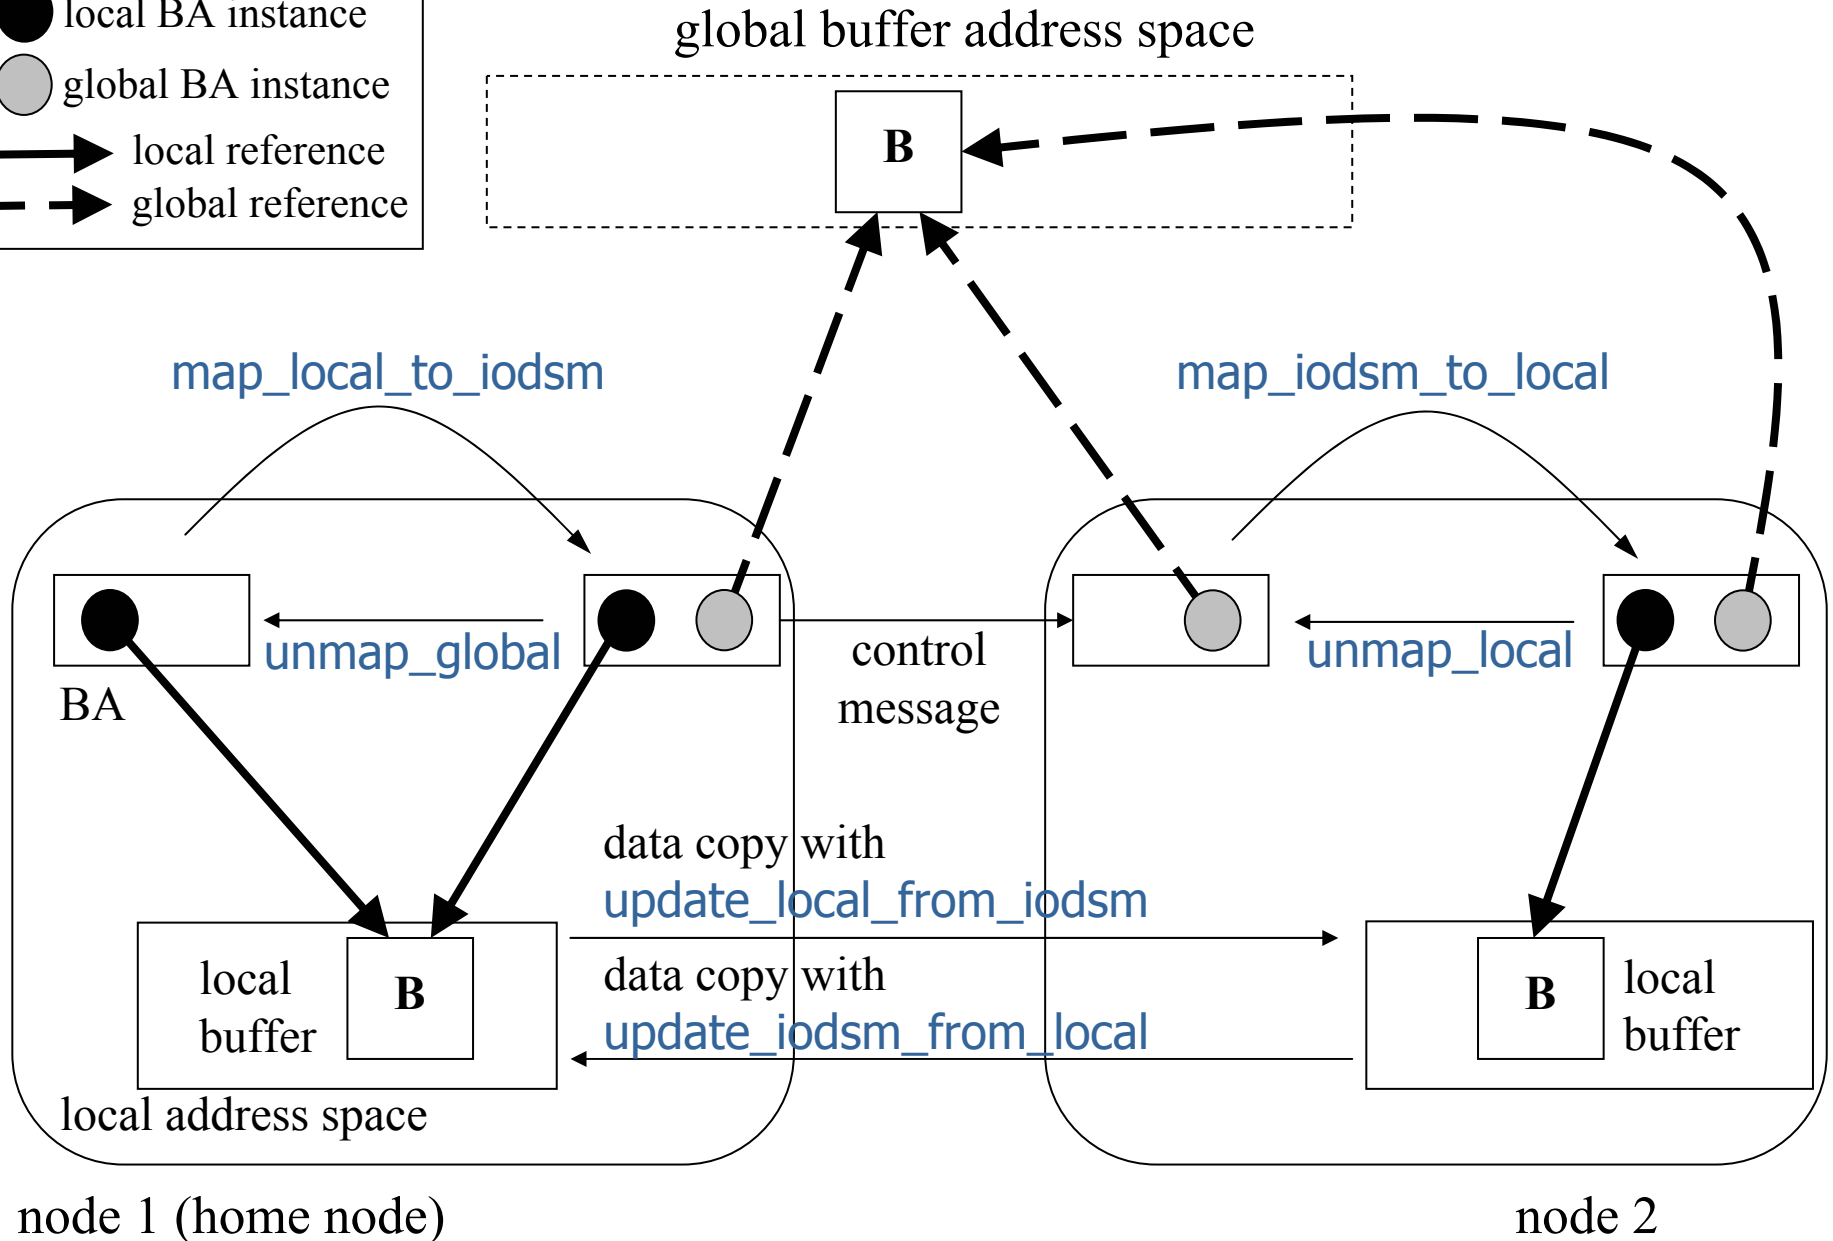 local BA instance
global BA instance
local reference
global reference
global buffer address space
B
map_local_to_iodsm
map_iodsm_to_local
unmap_global
control
message
unmap_local
BA
data copy with
update_local_from_iodsm
local
buffer
B
data copy with
update_iodsm_from_local
B
local
buffer
local address space
node 1 (home node)
node 2